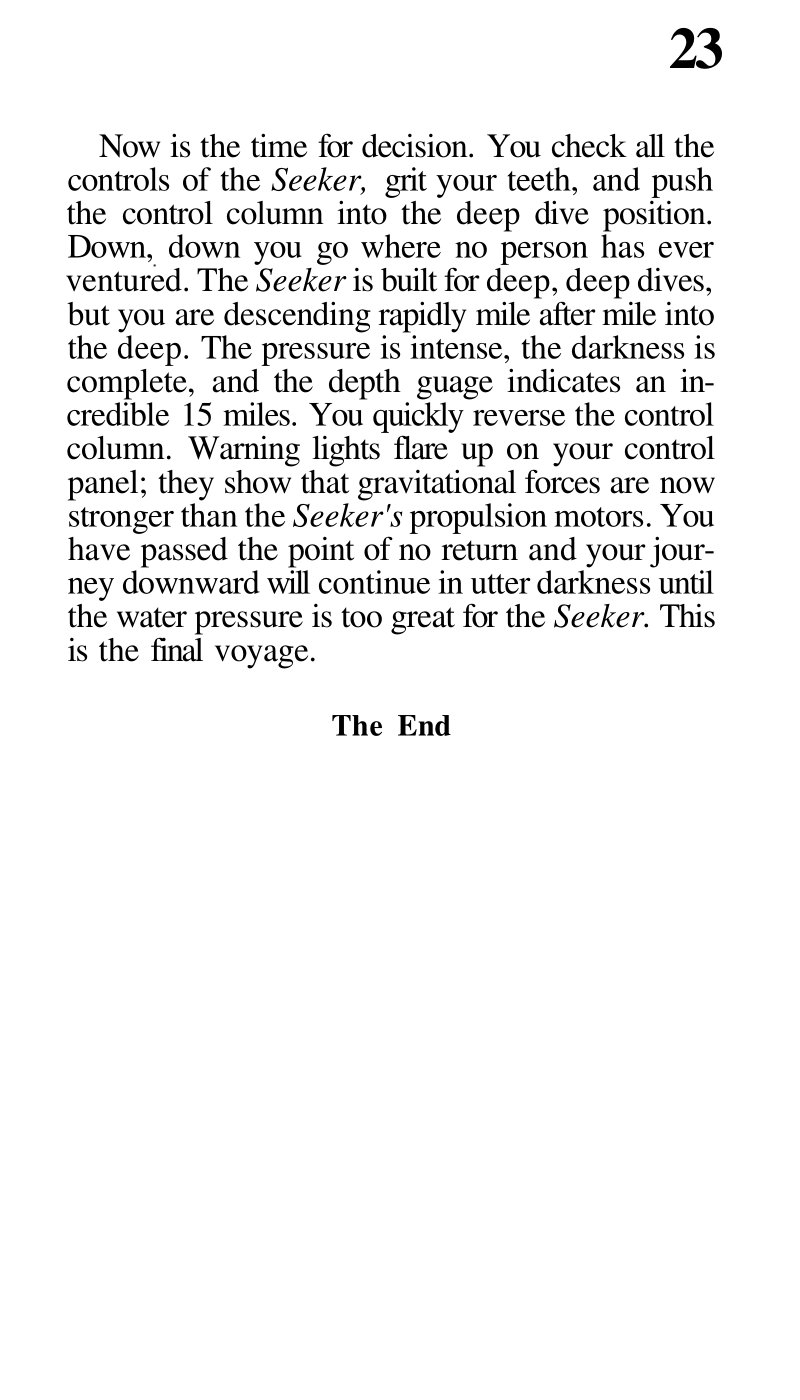 23
Now is the time for decision. You check all the
controls of the Seeker, grit your teeth, and push
the control column into the deep dive position.
Down, down you go where no person has ever
ventured. The Seeker is built for deep, deep dives,
but you are descending rapidly mile after mile into
the deep. The pressure is intense, the darkness is
complete, and the depth guage indicates an in-
credible 15 miles. You quickly reverse the control
column. Warning lights flare up on your control
panel; they show that gravitational forces are now
stronger than the Seeker's propulsion motors. You
have passed the point of no return and your jour-
ney downward will continue in utter darkness until
the water pressure is too great for the Seeker. This
is the final voyage.
The End